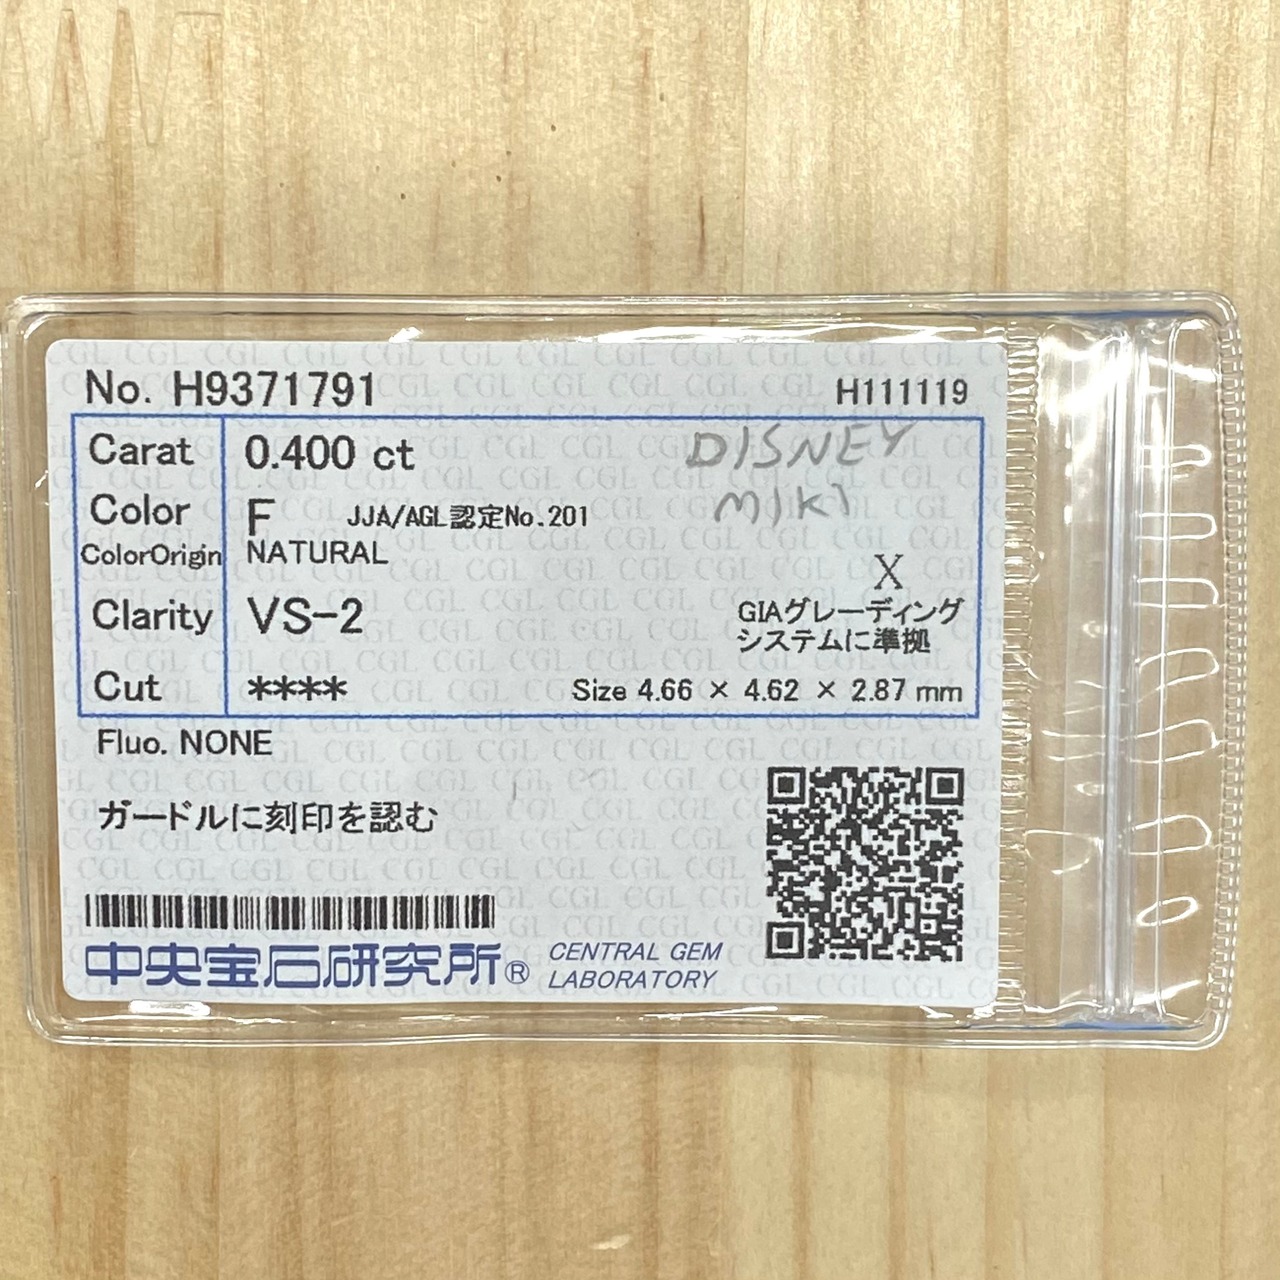 No. H9371791
H111119
Carat 0.400 ct
DISNEY
MIKI
Color F JJA/AGL認定No.201
ColorOrigin NATURAL
X
Clarity VS-2
GIAグレーディング
システムに準拠
Cut **** Size 4.66 × 4.62 × 2.87 mm
Fluo. NONE
ガードルに刻印を認む
中央宝石研究所® CENTRAL GEM
LABORATORY